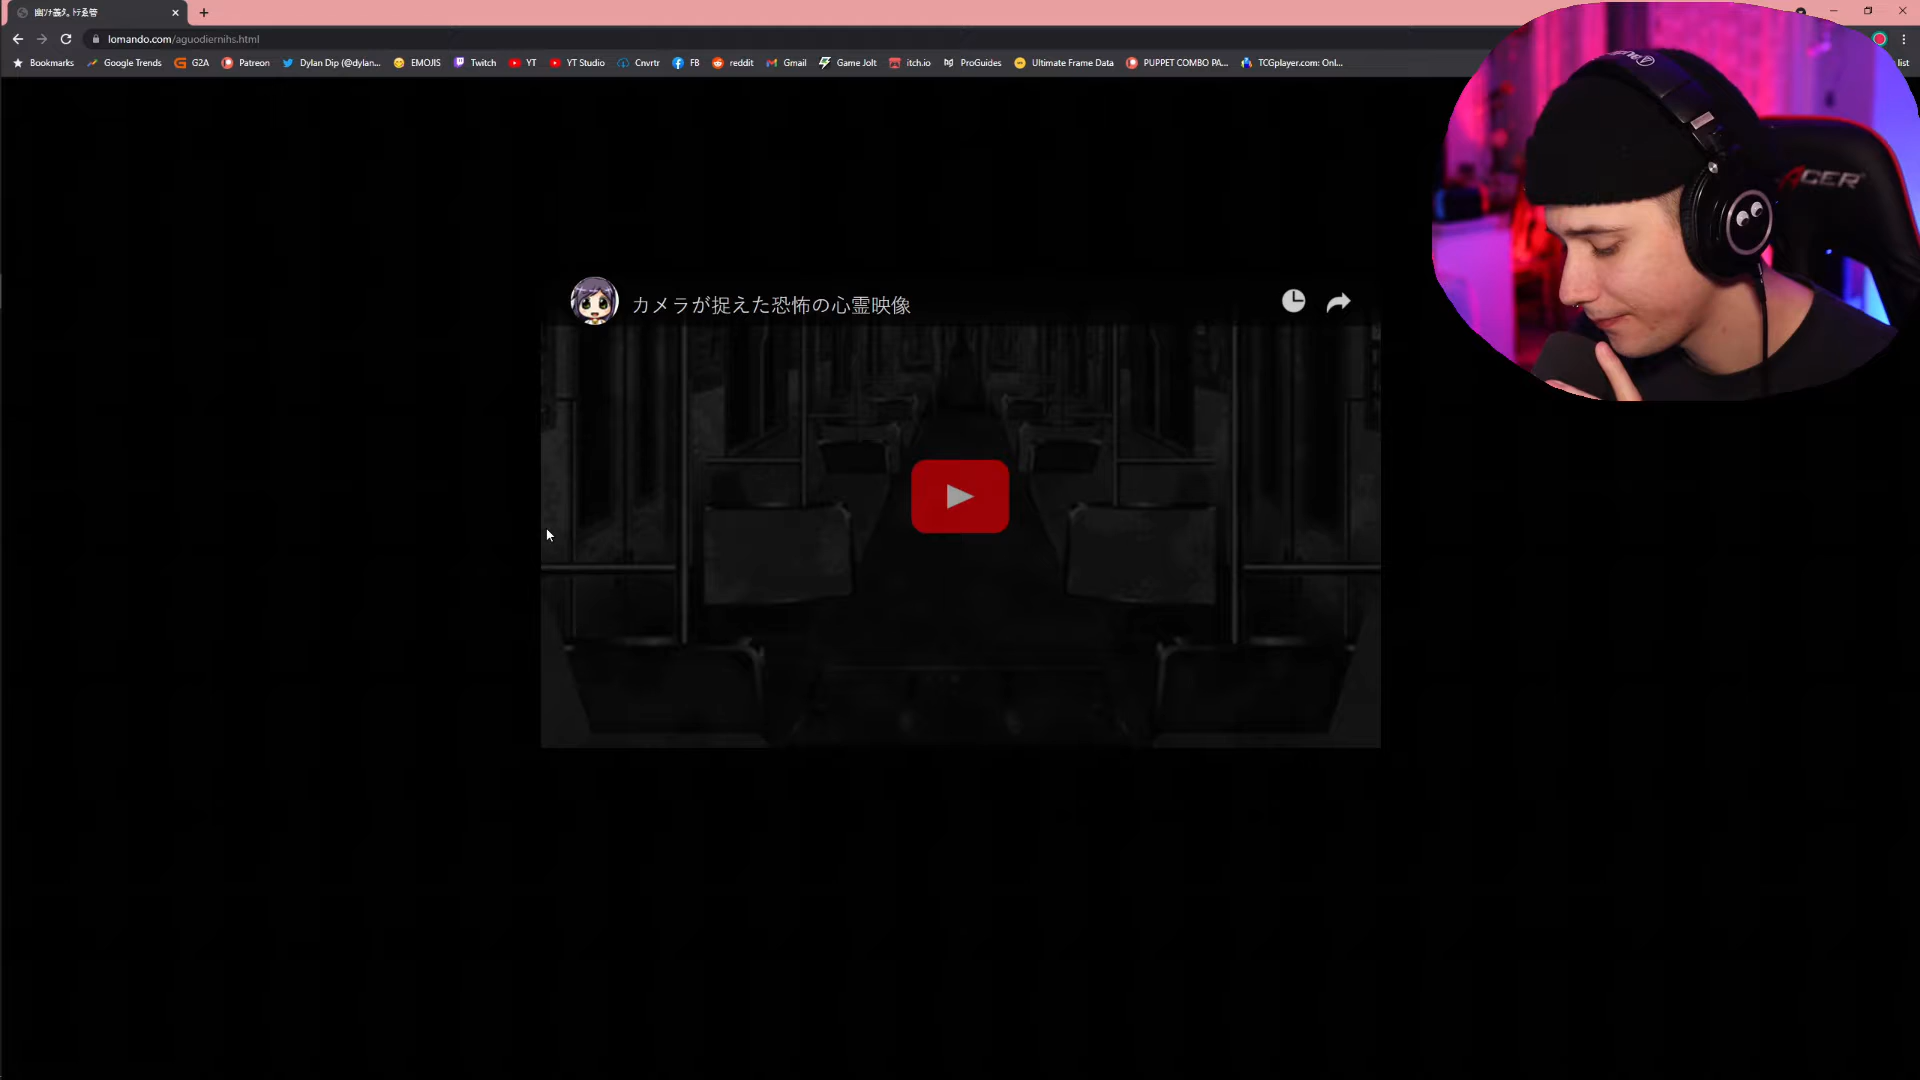 lomando.com/aguodiernihs.html
Bookmarks Google Trends G2A Patreon Dylan Dip (@dylan... EMOJIS Twitch YT YT Studio Cnvrtr FB reddit Gmail Game Jolt itch.io ProGuides Ultimate Frame Data PUPPET COMBO PA... TCGplayer.com: Onl... list
カメラが捉えた恐怖の心霊映像